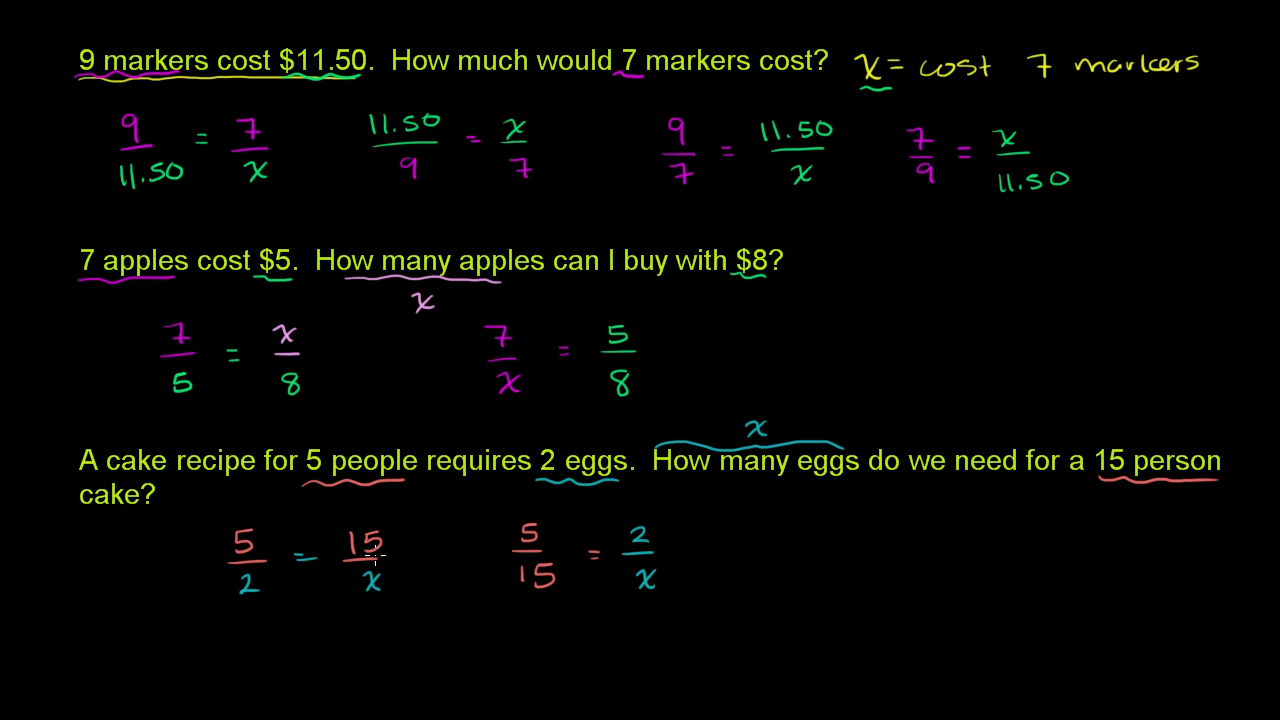 9 markers cost $11.50. How much would 7 markers cost? x = cost 7 markers
9/11.50 = 7/x 11.50/9 = x/7 9/7 = 11.50/x 7/9 = x/11.50
7 apples cost $5. How many apples can I buy with $8?
x
7/5 = x/8 7/x = 5/8
x
A cake recipe for 5 people requires 2 eggs. How many eggs do we need for a 15 person
cake?
5/2 = 15/x 5/15 = 2/x